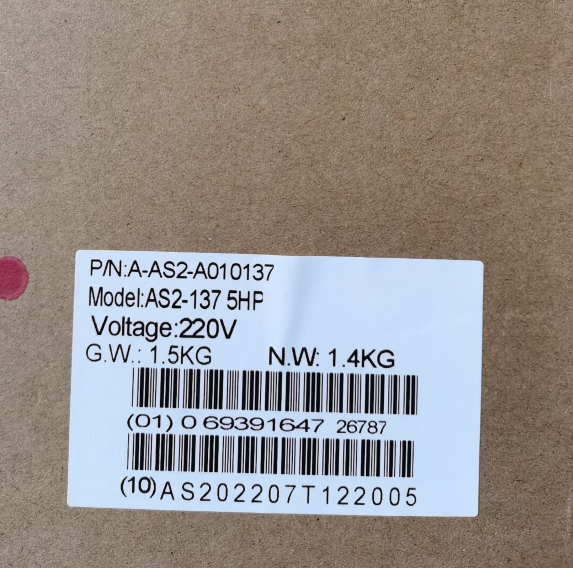 P/N:A-AS2-A010137
Model:AS2-137 5HP
Voltage:220V
G.W.: 1.5KG N.W: 1.4KG
(01) 0 69391647 26787
(10)AS202207T122005